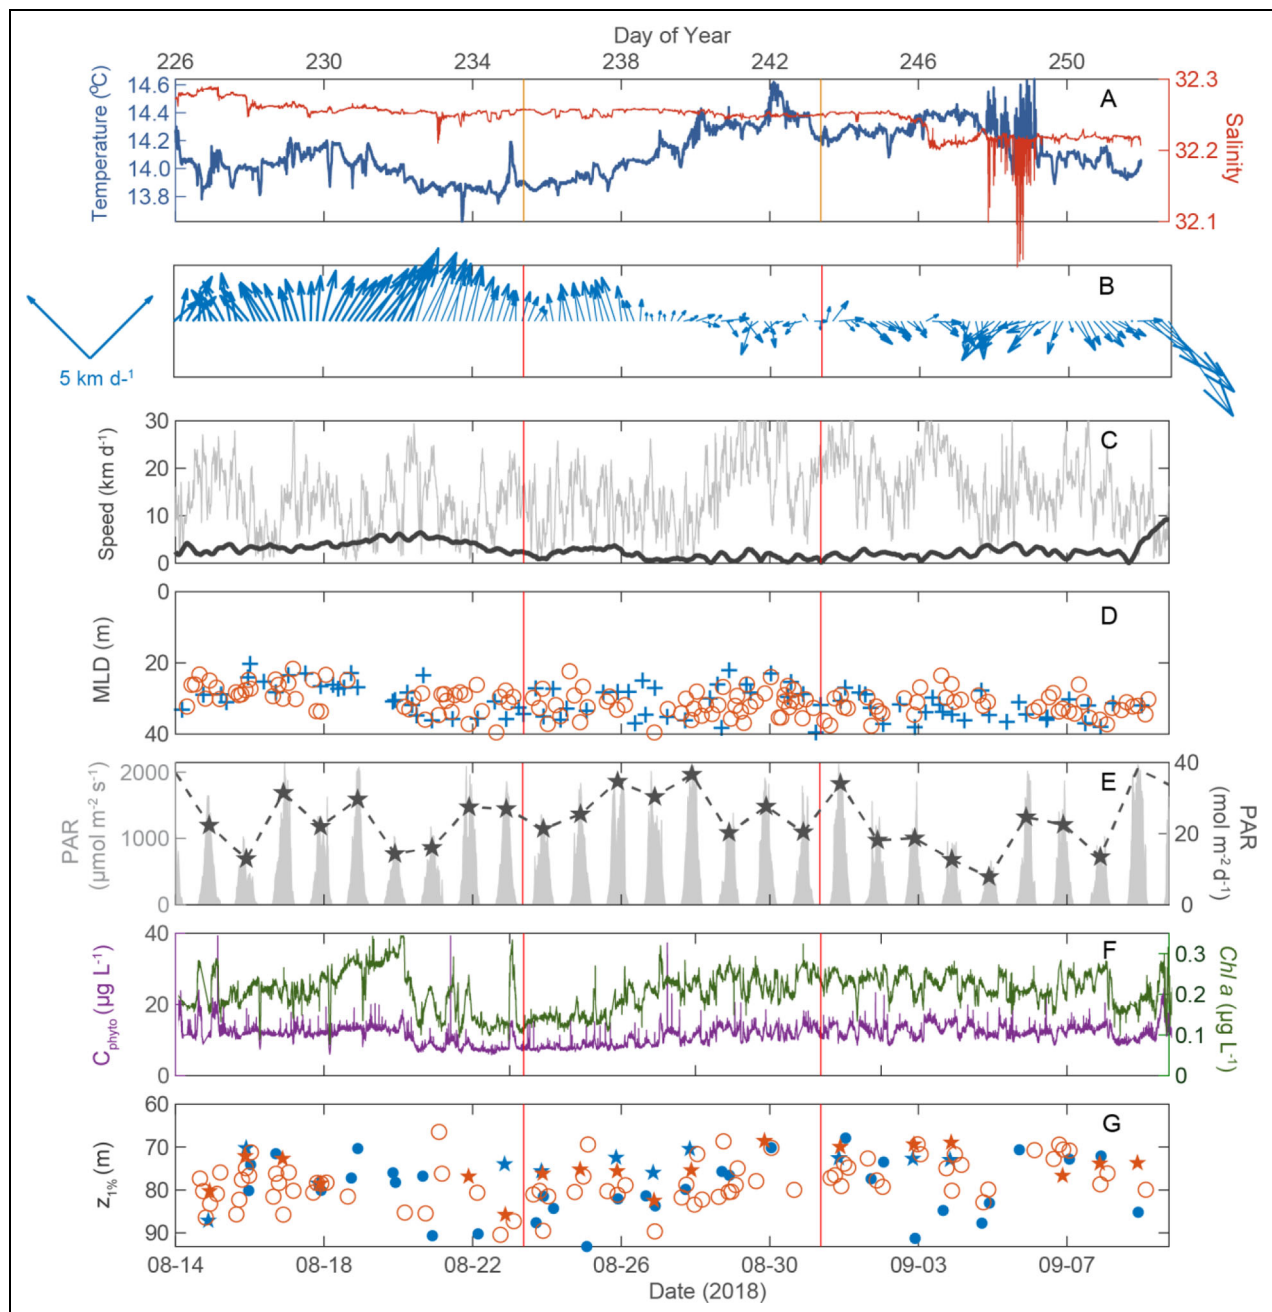 Day of Year
226 230 234 238 242 246 250
A
Temperature (ºC)
14.6
14.4
14.2
14.0
13.8
32.3
32.2
32.1
Salinity
B
5 km d-¹
C
Speed (km d⁻¹)
30
20
10
0
D
MLD (m)
0
20
40
E
PAR
(µmol m⁻² s⁻¹)
2000
1000
0
40
20
0
PAR
(mol m⁻² d⁻¹)
F
C_phyto (µg L⁻¹)
40
20
0
0.3
0.2
0.1
0
Chl a (µg L⁻¹)
G
z_1% (m)
60
70
80
90
08-14 08-18 08-22 08-26 08-30 09-03 09-07
Date (2018)